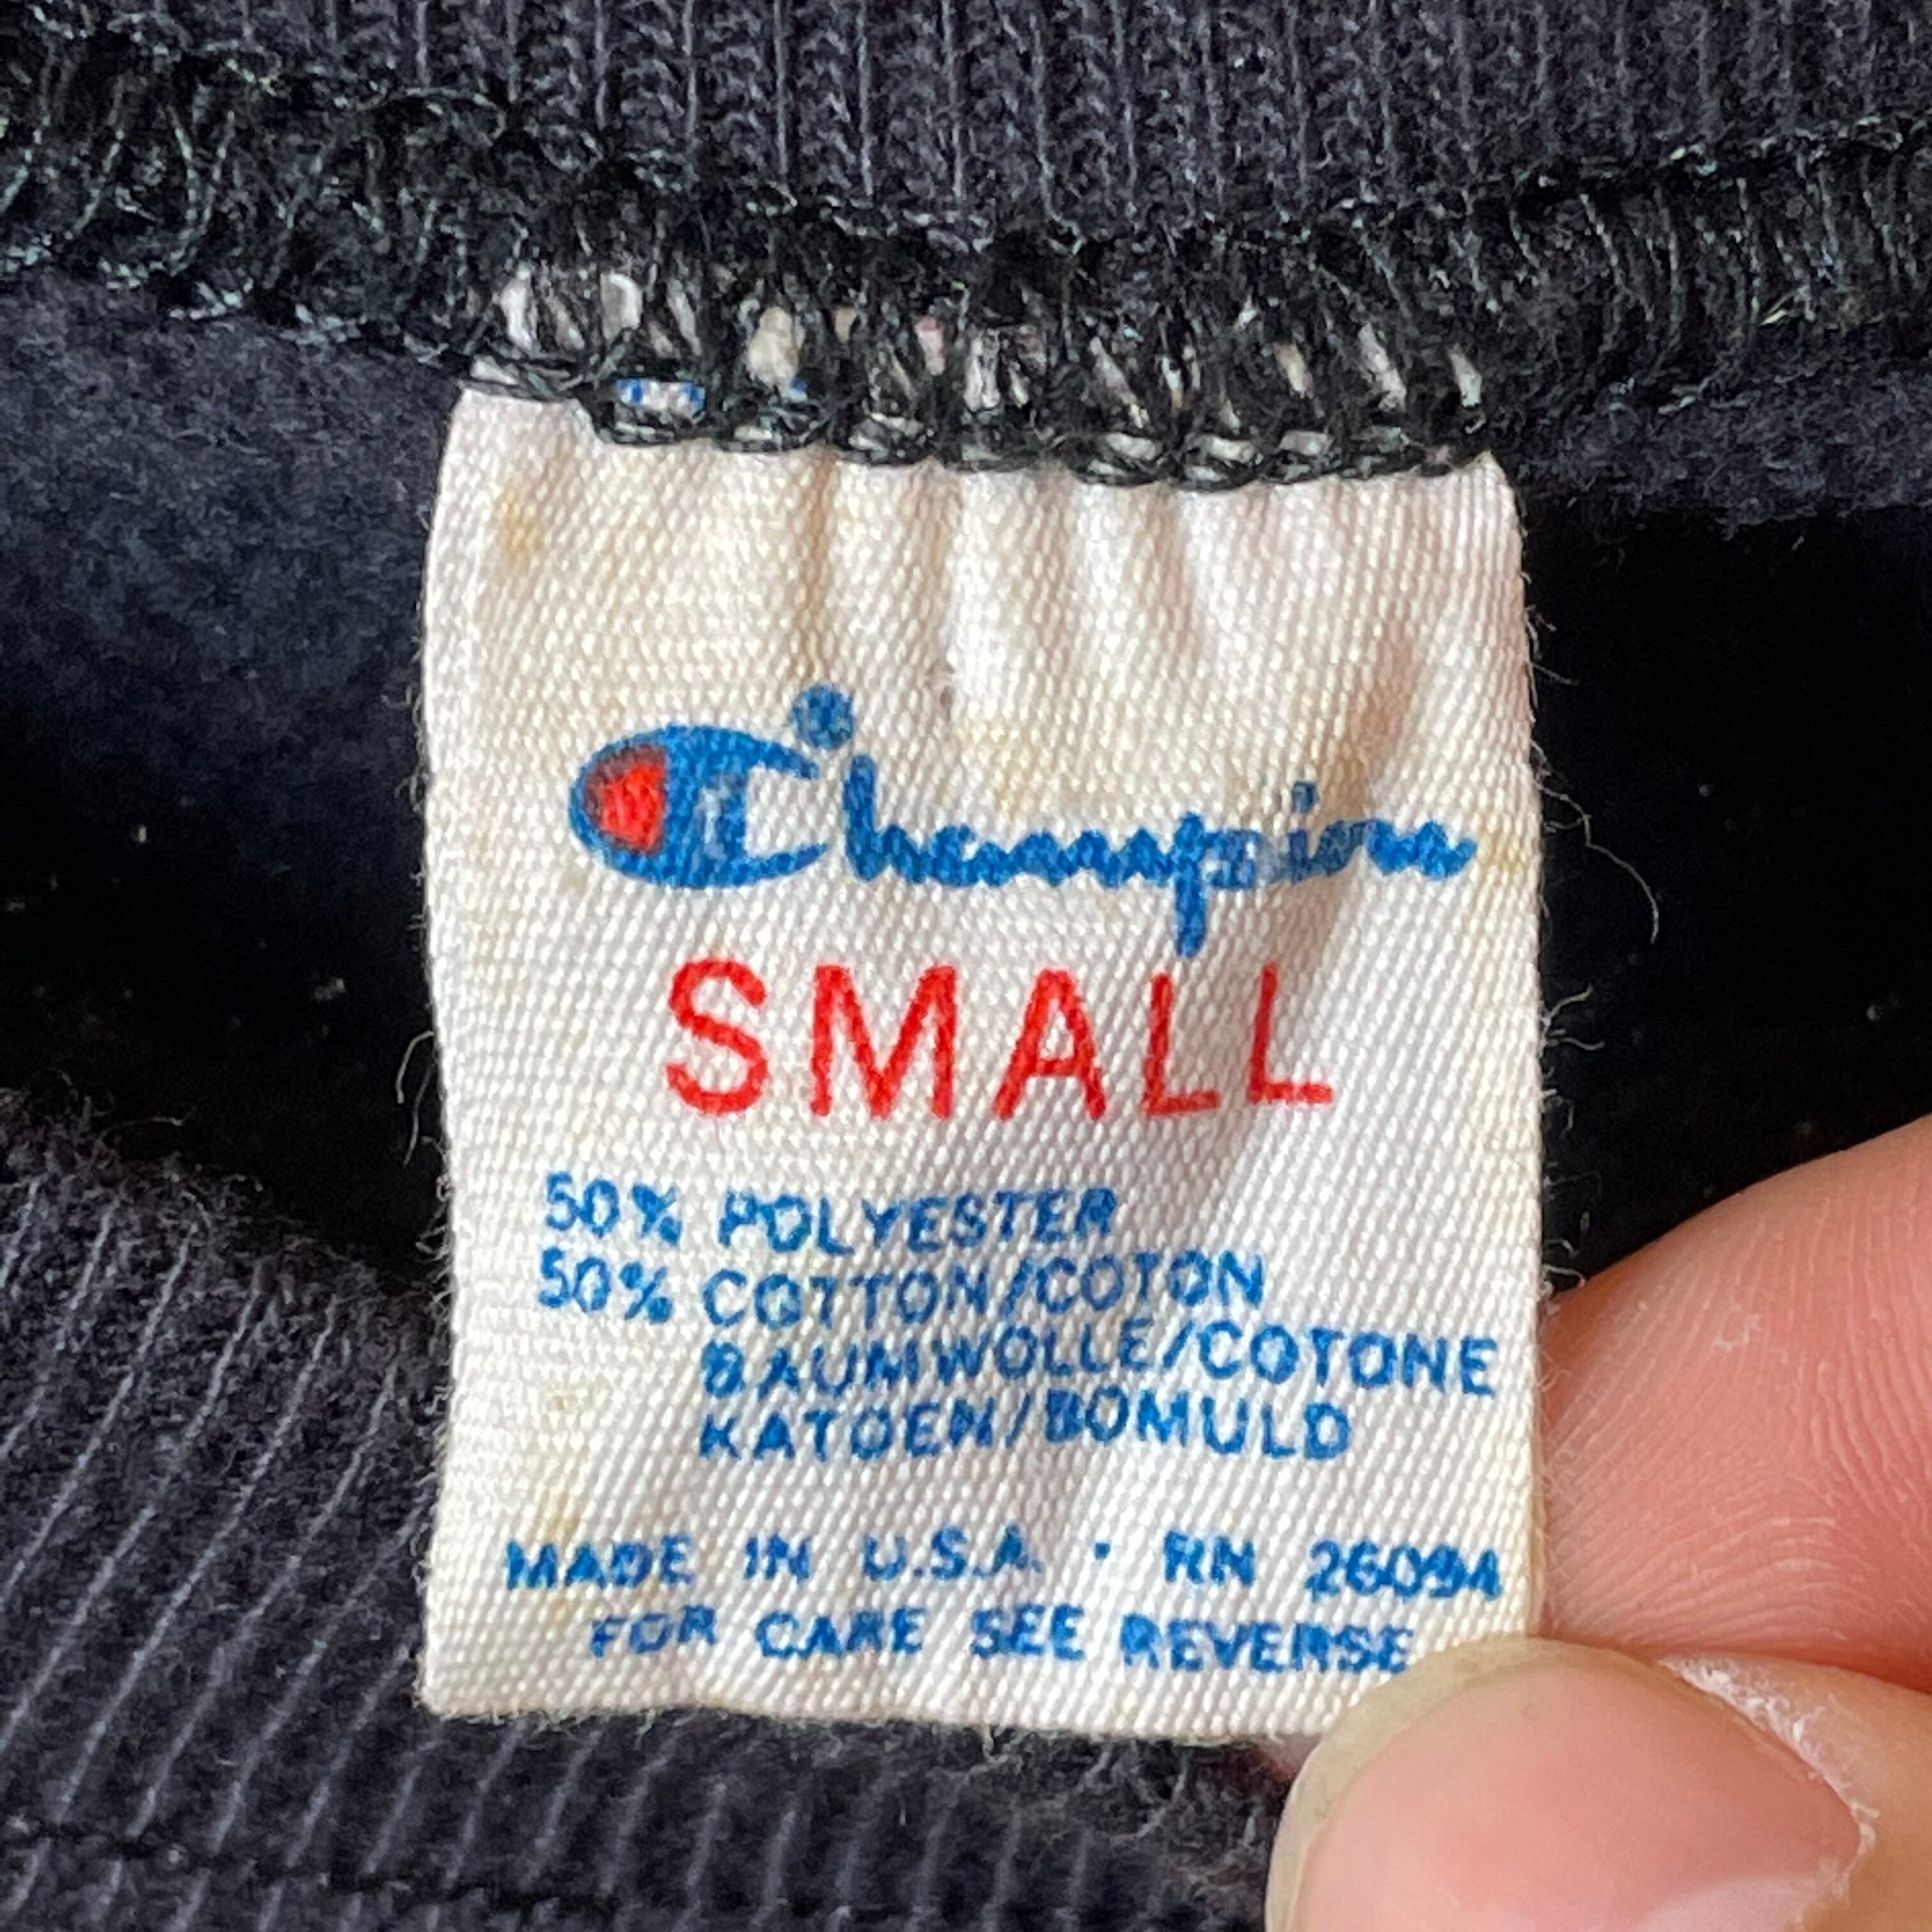 Champion
SMALL
50% POLYESTER
50% COTTON/COTON
BAUMWOLLE/COTONE
KATOEN/BOMULD
MADE IN U.S.A. · RN 26094
FOR CARE SEE REVERSE